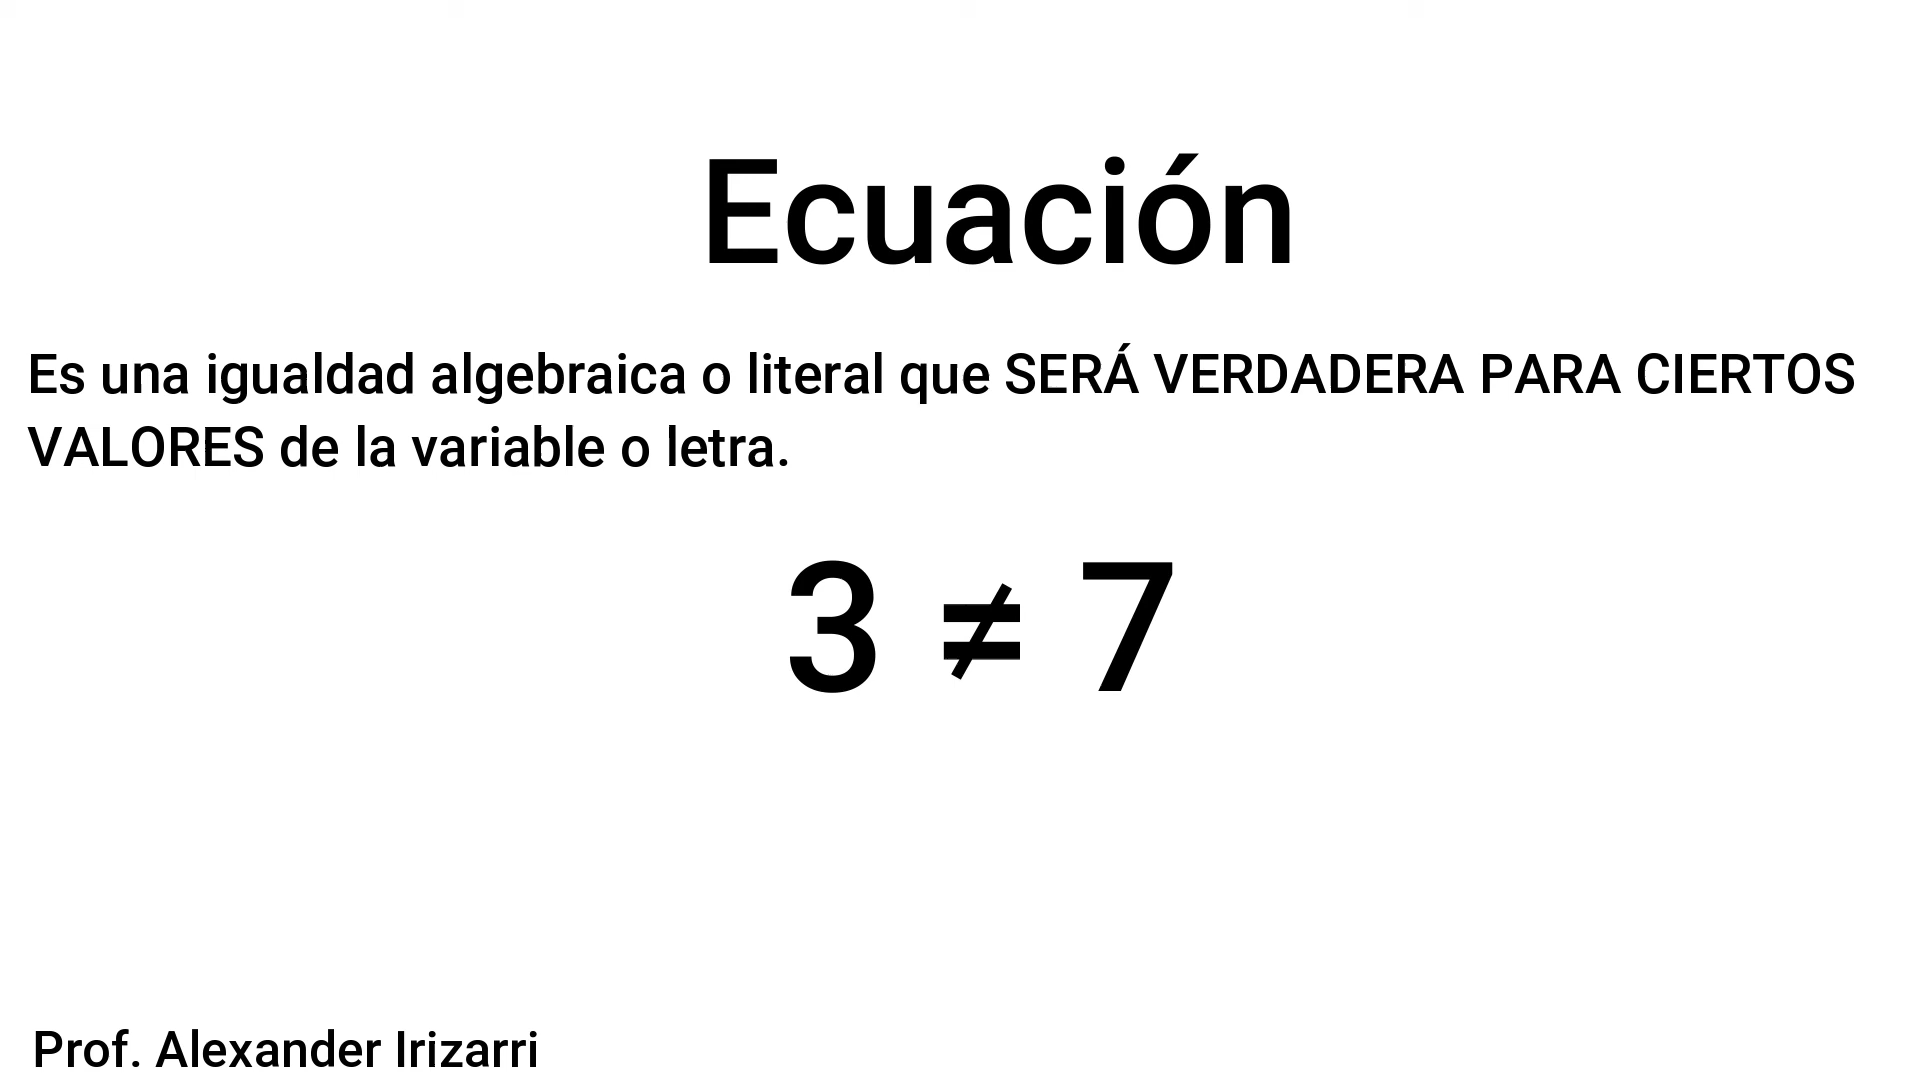 Ecuación
Es una igualdad algebraica o literal que SERÁ VERDADERA PARA CIERTOS
VALORES de la variable o letra.
3 ≠ 7
Prof. Alexander Irizarri